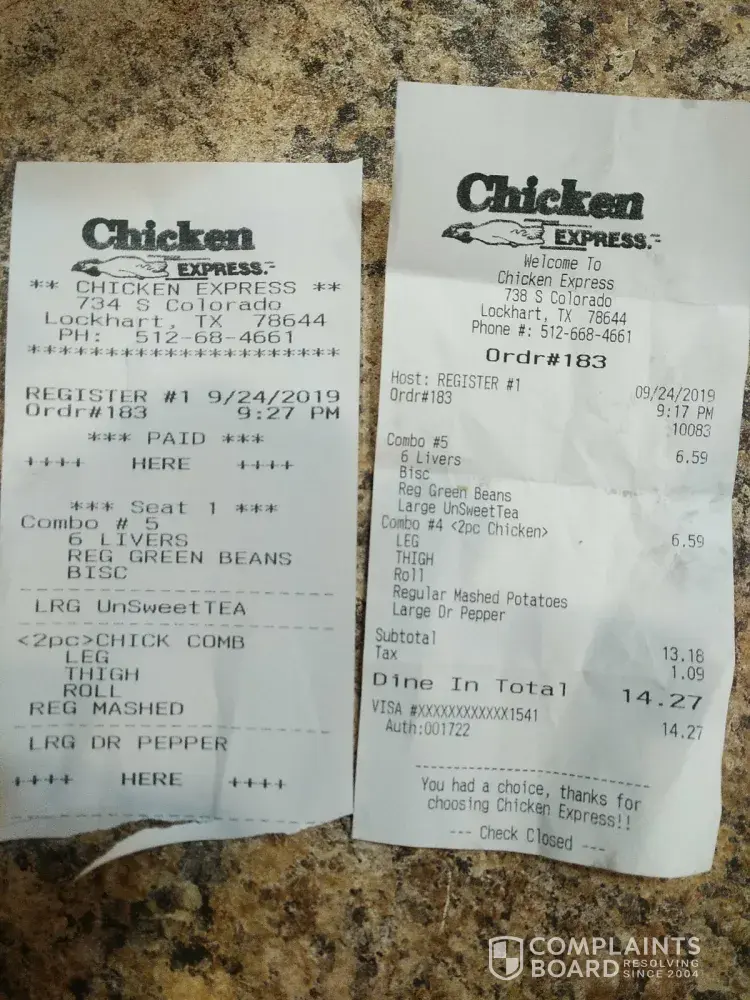 Chicken
EXPRESS.
** CHICKEN EXPRESS **
734 S Colorado
Lockhart, TX 78644
PH: 512-68-4661
*********************
REGISTER #1 9/24/2019
Ordr#183 9:27 PM
*** PAID ***
++++ HERE ++++
*** Seat 1 ***
Combo # 5
6 LIVERS
REG GREEN BEANS
BISC
LRG UnSweetTEA
<2pc>CHICK COMB
LEG
THIGH
ROLL
REG MASHED
LRG DR PEPPER
++++ HERE ++++
Chicken
EXPRESS.
Welcome To
Chicken Express
738 S Colorado
Lockhart, TX 78644
Phone #: 512-668-4661
Ordr#183
Host: REGISTER #1 09/24/2019
Ordr#183 9:17 PM
10083
Combo #5 6.59
6 Livers
Bisc
Reg Green Beans
Large UnSweetTea
Combo #4 <2pc Chicken> 6.59
LEG
THIGH
Roll
Regular Mashed Potatoes
Large Dr Pepper
Subtotal 13.18
Tax 1.09
Dine In Total 14.27
VISA #XXXXXXXXXXXX1541 14.27
Auth:001722
You had a choice, thanks for
choosing Chicken Express!!
--- Check Closed ---
COMPLAINTS
BOARD RESOLVING
SINCE 2004